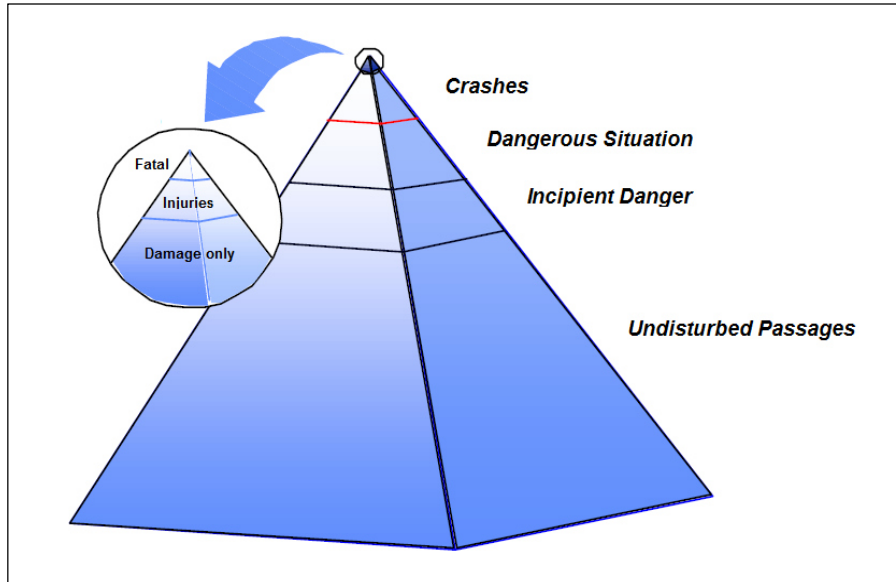 Crashes
Dangerous Situation
Incipient Danger
Undisturbed Passages
Fatal
Injuries
Damage only